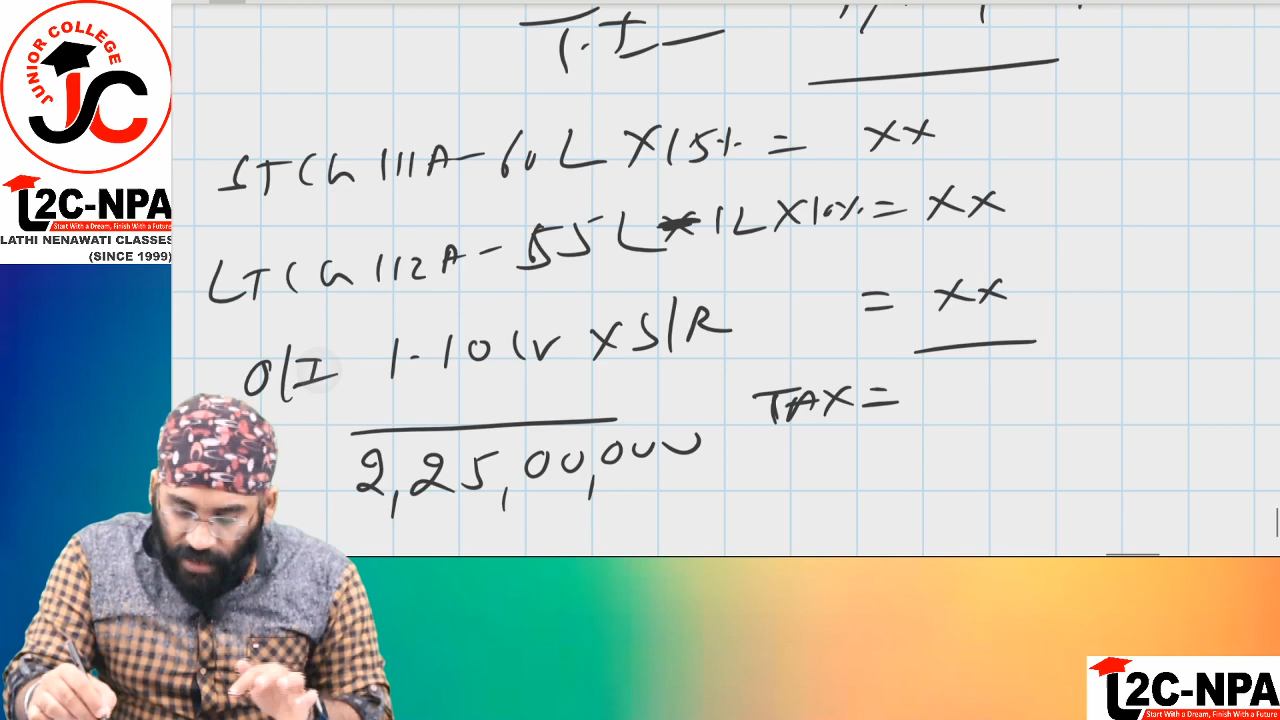 JUNIOR COLLEGE
JC
L2C-NPA
Start With a Dream, Finish With a Future
LATHI NENAWATI CLASSES
(SINCE 1999)
T.I
STCG 111A - 60L X 15% = XX
LTCG 112A - 55L 1L X 10% = XX
O/I 1.10 Cr X S/R = XX
TAX =
2,25,00,000
L2C-NPA
Start With a Dream, Finish With a Future